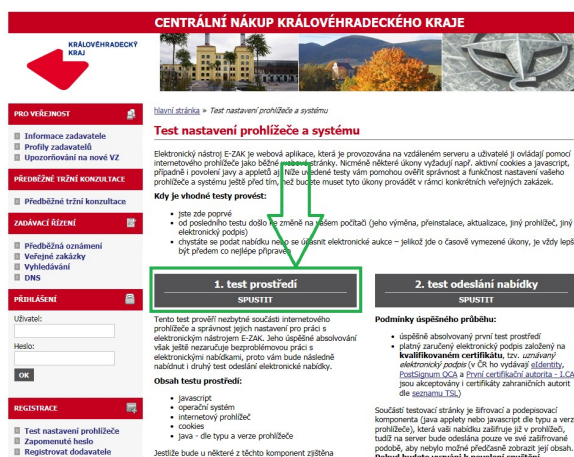 CENTRÁLNÍ NÁKUP KRÁLOVÉHRADECKÉHO KRAJE
KRÁLOVÉHRADECKÝ
KRAJ
PRO VEŘEJNOST
Informace zadavatele
Profily zadavatelů
Upozorňování na nové VZ
PŘEDBĚŽNÉ TRŽNÍ KONZULTACE
Předběžné tržní konzultace
ZADÁVACÍ ŘÍZENÍ
Předběžná oznámení
Veřejné zakázky
Vyhledávání
DNS
PŘIHLÁŠENÍ
Uživatel:
Heslo:
OK
REGISTRACE
Test nastavení prohlížeče
Zapomenuté heslo
Registrovat dodavatele
hlavní stránka » Test nastavení prohlížeče a systému
Test nastavení prohlížeče a systému
Elektronický nástroj E-ZAK je webová aplikace, která je provozována na vzdáleném serveru a uživatelé ji ovládají pomocí
internetového prohlížeče jako běžné webové stránky. Nicméně některé úkony vyžadují např. aktivní cookies a javascript,
případně i povolení javy a appletů aj. Níže uvedené testy vám pomohou ověřit správnost a funkčnost nastavení vašeho
prohlížeče a systému ještě před tím, než budete muset tyto úkony provádět v rámci konkrétních veřejných zakázek.
Kdy je vhodné testy provést:
jste zde poprvé
od posledního testu došlo ke změně na vašem počítači (jeho výměna, přeinstalace, aktualizace, jiný prohlížeč, jiný
elektronický podpis)
chystáte se podat nabídku nebo se účastnit elektronické aukce – jelikož jde o časově vymezené úkony, je vždy lepš
být předem co nejlépe připraven
1. test prostředí
SPUSTIT
Tento test prověří nezbytné součásti internetového
prohlížeče a správnost jejich nastavení pro práci s
elektronickým nástrojem E-ZAK. Jeho úspěšné absolvování
však ještě nezaručuje bezproblémovou práci s
elektronickými nabídkami, proto vám bude následně
nabídnut i druhý test odeslání elektronické nabídky.
Obsah testu prostředí:
javascript
operační systém
internetový prohlížeč
cookies
java - dle typu a verze prohlížeče
Jestliže bude u některé z těchto komponent zjištěna
2. test odeslání nabídky
SPUSTIT
Podmínky úspěšného průběhu:
úspěšně absolvovaný první test prostředí
platný zaručený elektronický podpis založený na
kvalifikovaném certifikátu, tzv. uznávaný
elektronický podpis (v ČR ho vydávají eIdentity,
PostSignum QCA a První certifikační autorita - I.CA
jsou akceptovány i certifikáty zahraničních autorit
dle seznamu TSL)
Součástí testovací stránky je šifrovací a podepisovací
komponenta (java applety nebo javascript dle typu a verz
prohlížeče), která vaši nabídku zašifruje již v prohlížeči,
tudíž na server bude odeslána pouze ve své zašifrované
podobě, aby nebylo možné předčasně zobrazit její obsah.
Pokud budete vyzváni k povolení spuštění